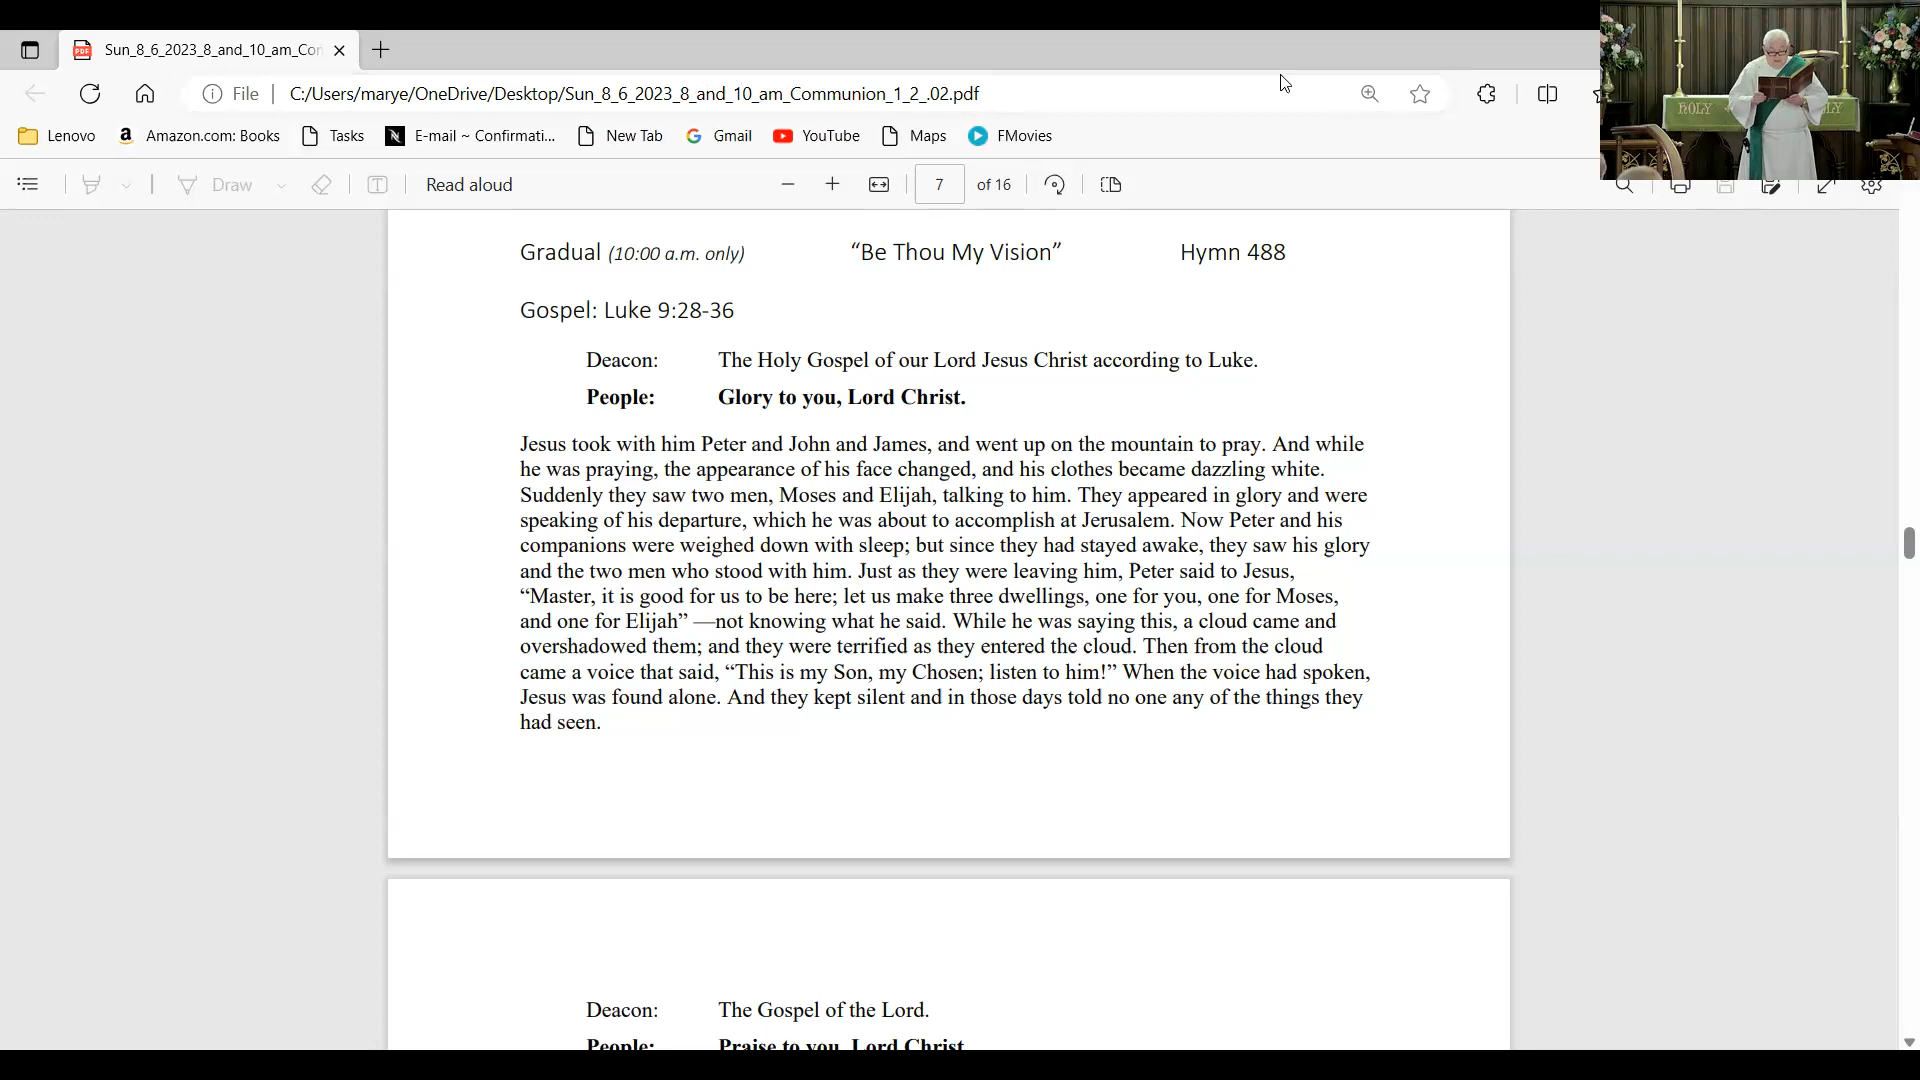 Sun_8_6_2023_8_and_10_am_Co
File
C:/Users/marye/OneDrive/Desktop/Sun_8_6_2023_8_and_10_am_Communion_1_2_.02.pdf
Lenovo
Amazon.com: Books
Tasks
E-mail ~ Confirmati...
New Tab
Gmail
YouTube
Maps
FMovies
Draw
Read aloud
7 of 16
HOLY
Gradual (10:00 a.m. only) “Be Thou My Vision” Hymn 488
Gospel: Luke 9:28-36
Deacon: The Holy Gospel of our Lord Jesus Christ according to Luke.
People: Glory to you, Lord Christ.
Jesus took with him Peter and John and James, and went up on the mountain to pray. And while
he was praying, the appearance of his face changed, and his clothes became dazzling white.
Suddenly they saw two men, Moses and Elijah, talking to him. They appeared in glory and were
speaking of his departure, which he was about to accomplish at Jerusalem. Now Peter and his
companions were weighed down with sleep; but since they had stayed awake, they saw his glory
and the two men who stood with him. Just as they were leaving him, Peter said to Jesus,
“Master, it is good for us to be here; let us make three dwellings, one for you, one for Moses,
and one for Elijah” —not knowing what he said. While he was saying this, a cloud came and
overshadowed them; and they were terrified as they entered the cloud. Then from the cloud
came a voice that said, “This is my Son, my Chosen; listen to him!” When the voice had spoken,
Jesus was found alone. And they kept silent and in those days told no one any of the things they
had seen.
Deacon: The Gospel of the Lord.
People: Praise to you, Lord Christ.